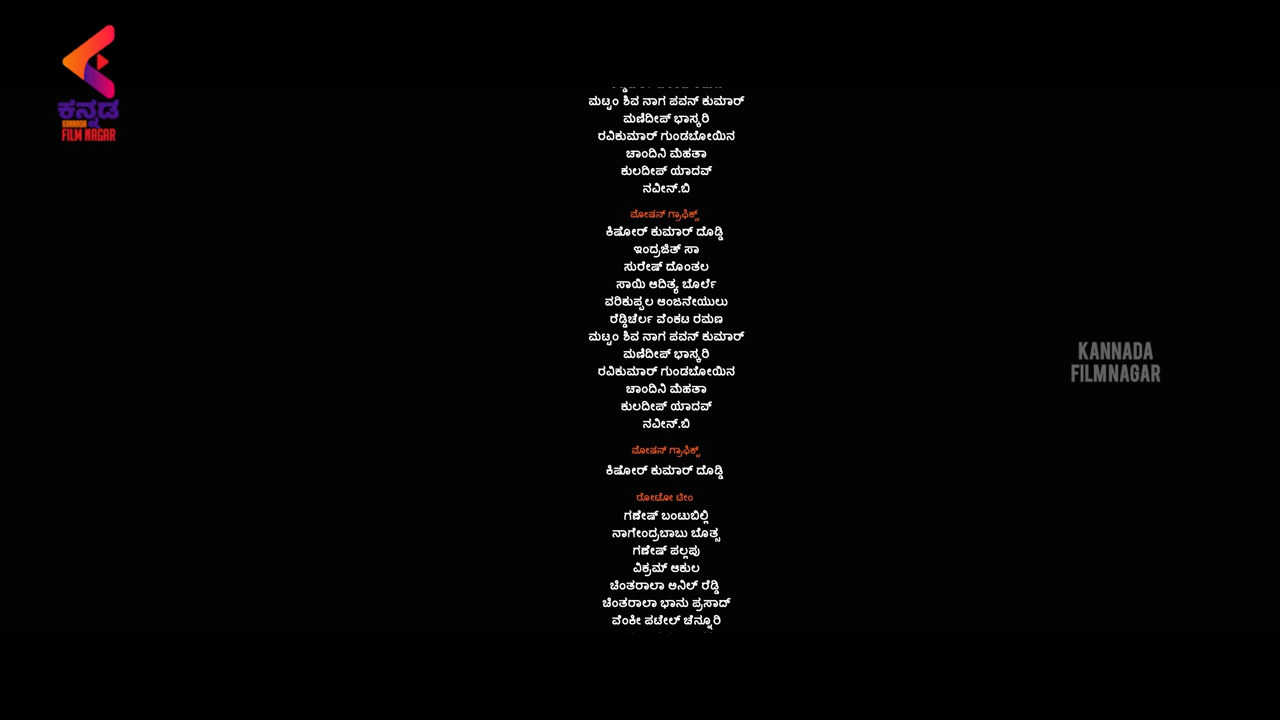 ಕನ್ನಡ
KANNADA
FILM NAGAR
ಮಟ್ಟಂ ಶಿವ ನಾಗ ಪವನ್ ಕುಮಾರ್
ಮಣಿದೀಪ್ ಭಾಸ್ಕರಿ
ರವಿಕುಮಾರ್ ಗುಂಡಬೋಯಿನ
ಚಾಂದಿನಿ ಮೆಹತಾ
ಕುಲದೀಪ್ ಯಾದವ್
ನವೀನ್.ಬಿ
ಮೋಷನ್ ಗ್ರಾಫಿಕ್ಸ್
ಕಿಷೋರ್ ಕುಮಾರ್ ದೊಡ್ಡಿ
ಇಂದ್ರಜಿತ್ ಸಾ
ಸುರೇಷ್ ದೊಂತಲ
ಸಾಯಿ ಆದಿತ್ಯ ಬೊರ್ಲೆ
ವರಿಕುಪ್ಪಲ ಆಂಜನೇಯುಲು
ರೆಡ್ಡಿಚೆರ್ಲ ವೆಂಕಟ ರಮಣ
ಮಟ್ಟಂ ಶಿವ ನಾಗ ಪವನ್ ಕುಮಾರ್
ಮಣಿದೀಪ್ ಭಾಸ್ಕರಿ
ರವಿಕುಮಾರ್ ಗುಂಡಬೋಯಿನ
ಚಾಂದಿನಿ ಮೆಹತಾ
ಕುಲದೀಪ್ ಯಾದವ್
ನವೀನ್.ಬಿ
ಮೋಷನ್ ಗ್ರಾಫಿಕ್ಸ್
ಕಿಷೋರ್ ಕುಮಾರ್ ದೊಡ್ಡಿ
ರೋಟೋ ಟೀಂ
ಗಣೇಷ್ ಬಂಟುಬಿಲ್ಲಿ
ನಾಗೇಂದ್ರಬಾಬು ಬೊತ್ಸ
ಗಣೇಷ್ ಪಲ್ಲಪು
ವಿಕ್ರಮ್ ಆಕುಲ
ಚಿಂತರಾಲಾ ಅನಿಲ್ ರೆಡ್ಡಿ
ಚಿಂತರಾಲಾ ಭಾನು ಪ್ರಸಾದ್
ವೆಂಕೀ ಪಟೇಲ್ ಚೆನ್ನೂರಿ
KANNADA
FILMNAGAR